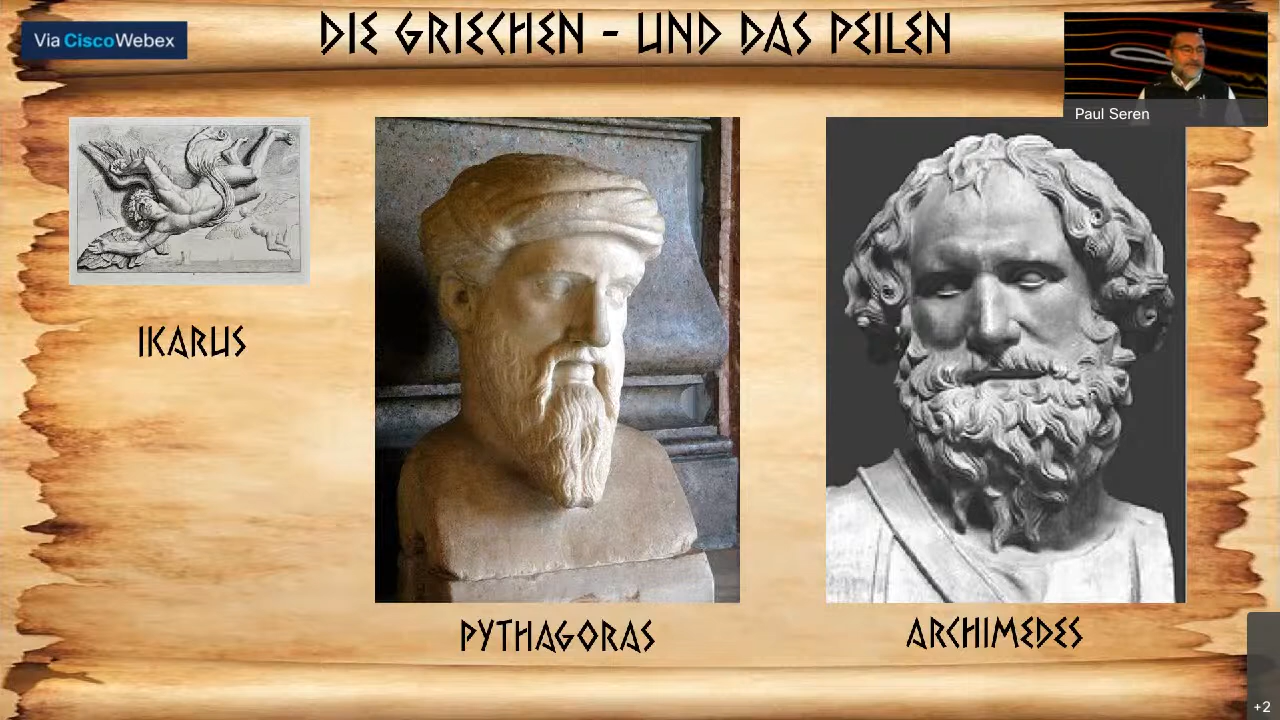 Via CiscoWebex
DIE GRIECHEN - UND DAS PEILEN
Paul Seren
IKARUS
PYTHAGORAS
ARCHIMEDES
+2